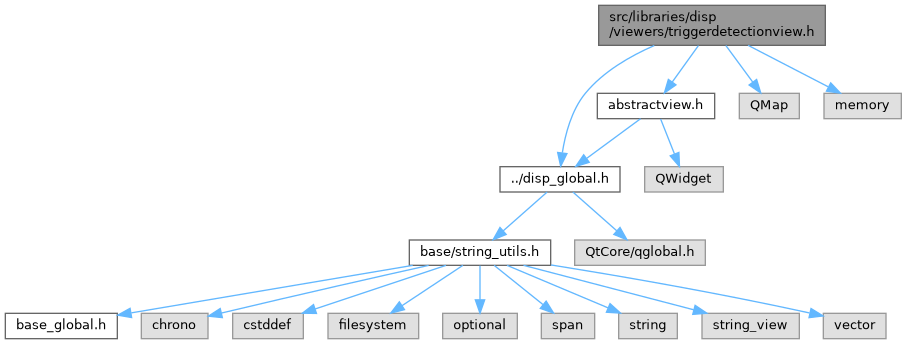 src/libraries/disp
/viewers/triggerdetectionview.h
abstractview.h
QMap
memory
../disp_global.h
QWidget
base/string_utils.h
QtCore/qglobal.h
base_global.h
chrono
cstddef
filesystem
optional
span
string
string_view
vector